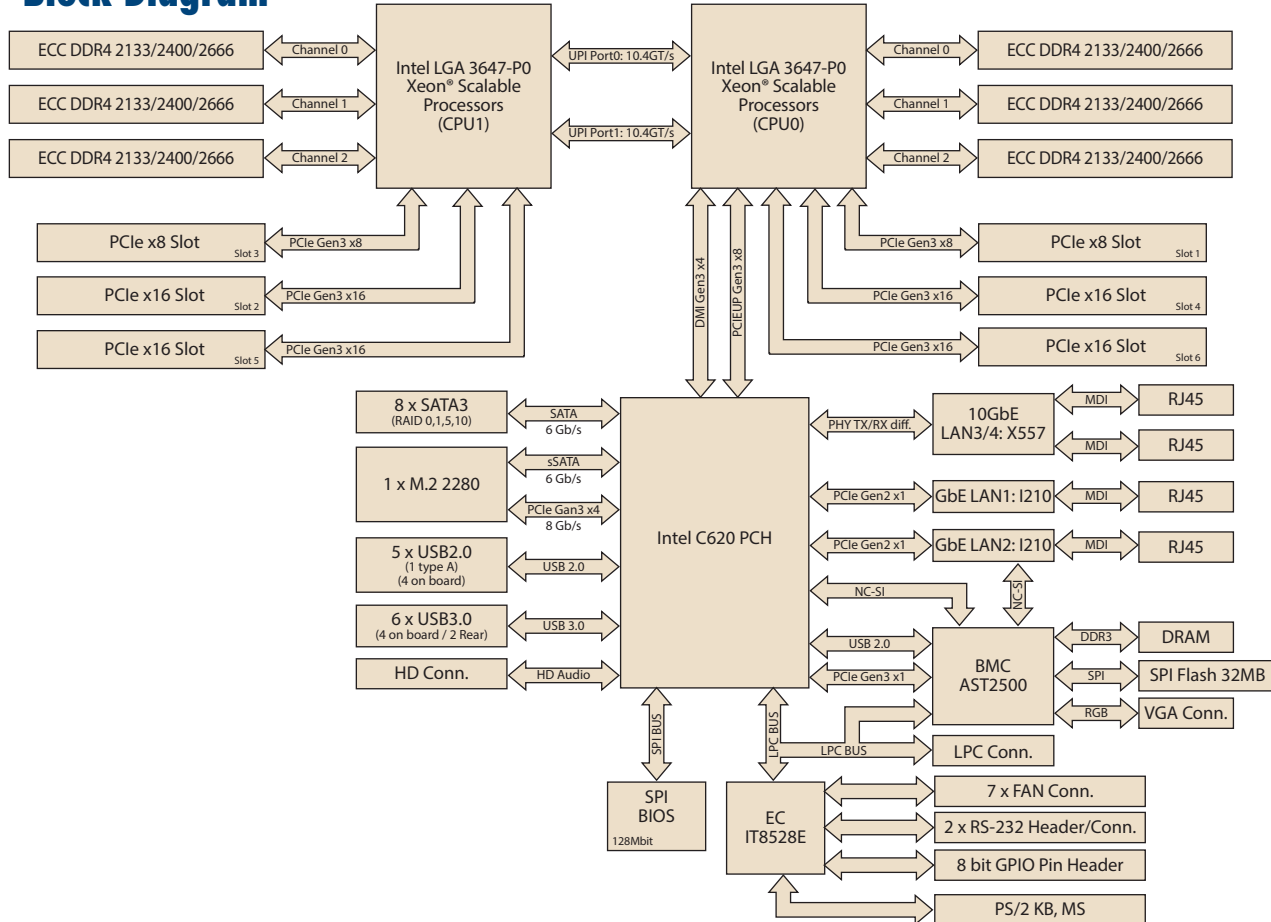 Block Diagram
ECC DDR4 2133/2400/2666
Channel 0
ECC DDR4 2133/2400/2666
Channel 1
ECC DDR4 2133/2400/2666
Channel 2
Intel LGA 3647-P0
Xeon® Scalable
Processors
(CPU1)
UPI Port0: 10.4GT/s
UPI Port1: 10.4GT/s
Intel LGA 3647-P0
Xeon® Scalable
Processors
(CPU0)
Channel 0
ECC DDR4 2133/2400/2666
Channel 1
ECC DDR4 2133/2400/2666
Channel 2
ECC DDR4 2133/2400/2666
PCIe x8 Slot
Slot 3
PCIe Gen3 x8
PCIe x16 Slot
Slot 2
PCIe Gen3 x16
PCIe x16 Slot
Slot 5
PCIe Gen3 x16
DMI Gen3 x4
PCIEUP Gen3 x8
PCIe Gen3 x8
PCIe x8 Slot
Slot 1
PCIe Gen3 x16
PCIe x16 Slot
Slot 4
PCIe Gen3 x16
PCIe x16 Slot
Slot 6
8 x SATA3
(RAID 0,1,5,10)
SATA
6 Gb/s
1 x M.2 2280
sSATA
6 Gb/s
PCIe Gan3 x4
8 Gb/s
5 x USB2.0
(1 type A)
(4 on board)
USB 2.0
6 x USB3.0
(4 on board / 2 Rear)
USB 3.0
HD Conn.
HD Audio
Intel C620 PCH
PHY TX/RX diff.
10GbE
LAN3/4: X557
MDI
RJ45
MDI
RJ45
PCIe Gen2 x1
GbE LAN1: I210
MDI
RJ45
PCIe Gen2 x1
GbE LAN2: I210
MDI
RJ45
NC-SI
NC-SI
USB 2.0
PCIe Gen3 x1
BMC
AST2500
DDR3
DRAM
SPI
SPI Flash 32MB
RGB
VGA Conn.
SPI BUS
LPC BUS
LPC BUS
LPC Conn.
SPI
BIOS
128Mbit
EC
IT8528E
7 x FAN Conn.
2 x RS-232 Header/Conn.
8 bit GPIO Pin Header
PS/2 KB, MS